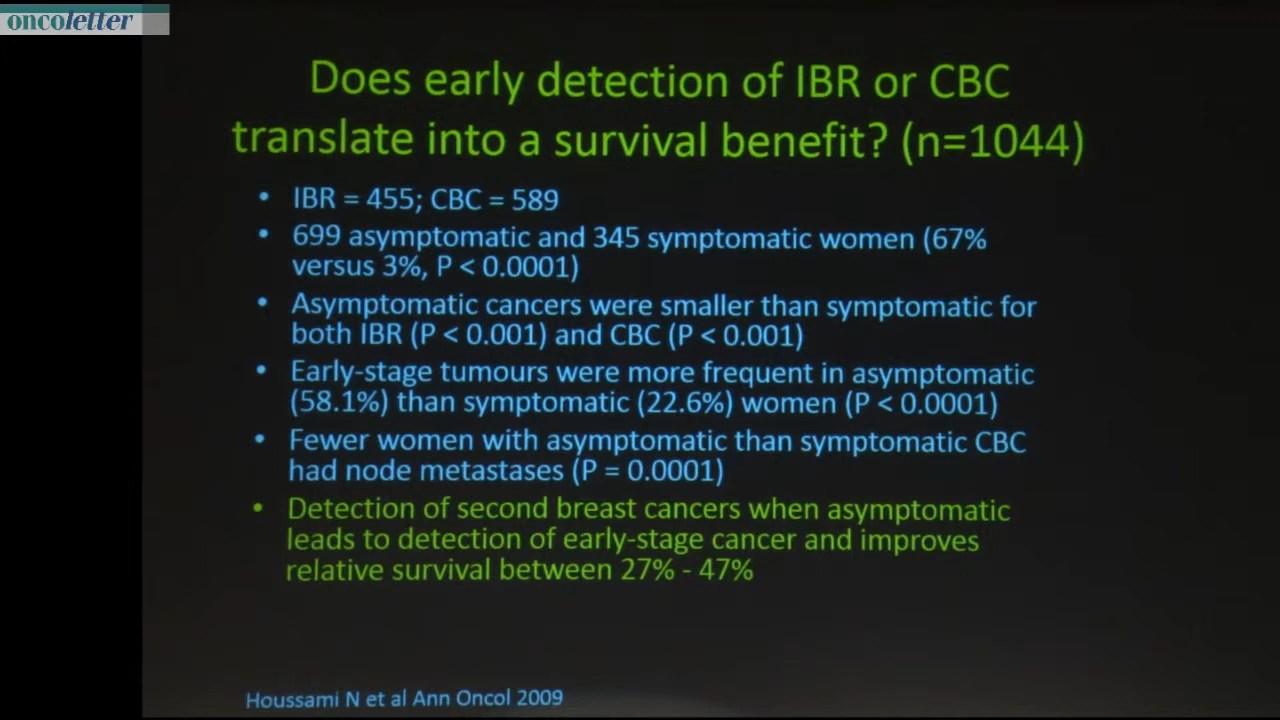 oncoletter
Does early detection of IBR or CBC
translate into a survival benefit? (n=1044)
• IBR = 455; CBC = 589
• 699 asymptomatic and 345 symptomatic women (67%
versus 3%, P < 0.0001)
• Asymptomatic cancers were smaller than symptomatic for
both IBR (P < 0.001) and CBC (P < 0.001)
• Early-stage tumours were more frequent in asymptomatic
(58.1%) than symptomatic (22.6%) women (P < 0.0001)
• Fewer women with asymptomatic than symptomatic CBC
had node metastases (P = 0.0001)
• Detection of second breast cancers when asymptomatic
leads to detection of early-stage cancer and improves
relative survival between 27% - 47%
Houssami N et al Ann Oncol 2009